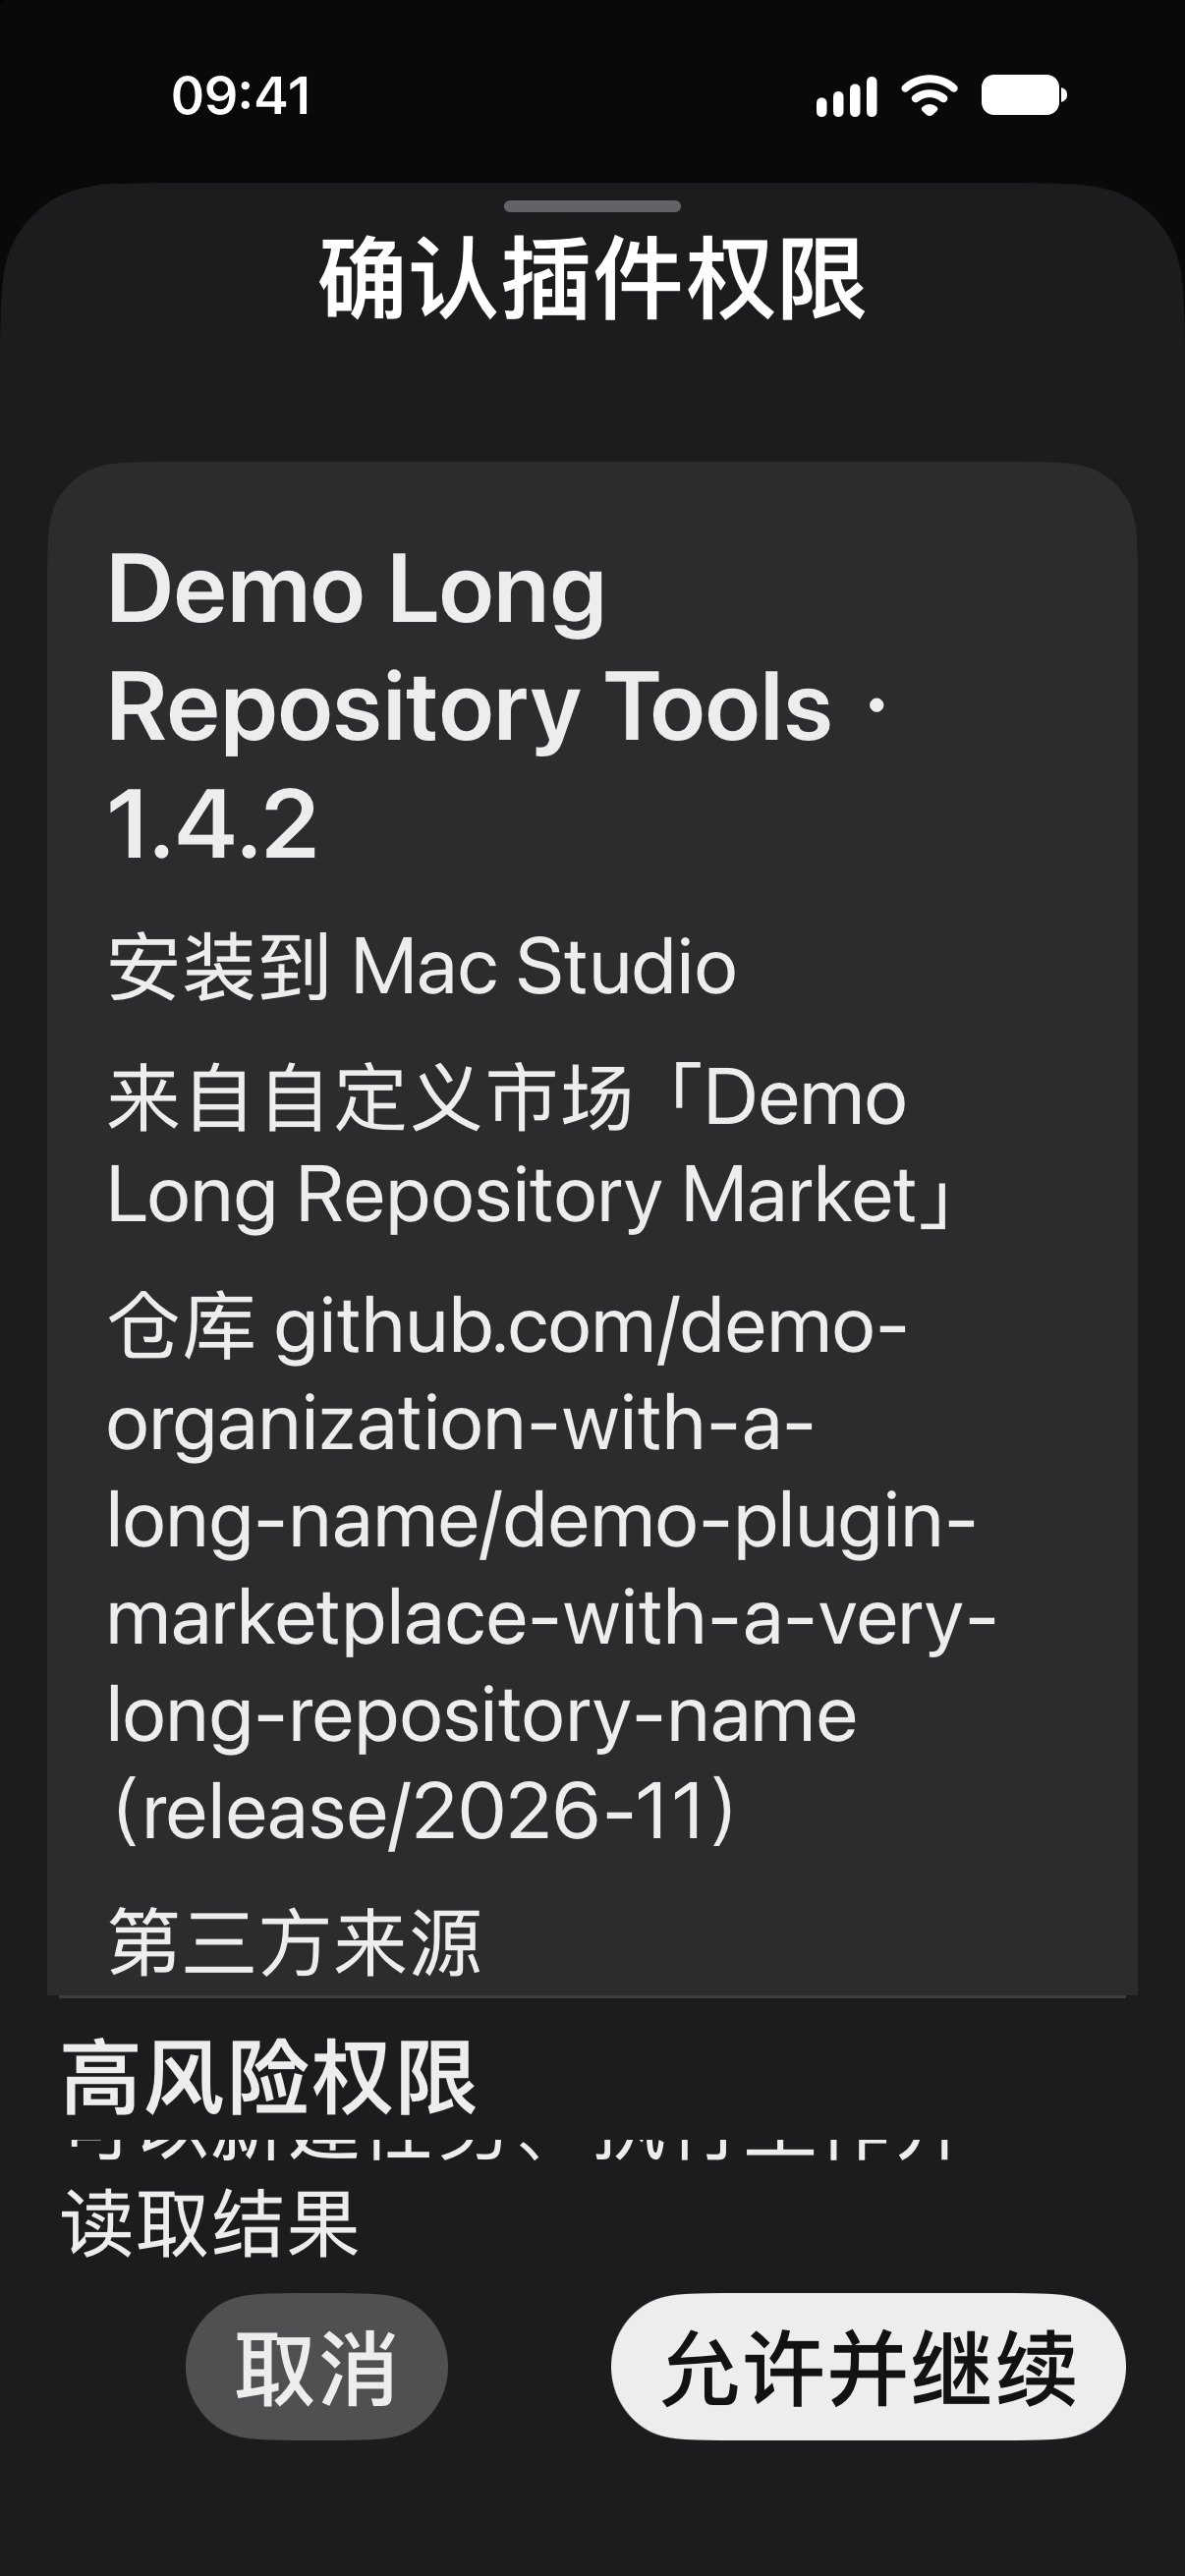 09:41
确认插件权限
Demo Long
Repository Tools ·
1.4.2
安装到 Mac Studio
来自自定义市场「Demo
Long Repository Market」
仓库 github.com/demo-
organization-with-a-
long-name/demo-plugin-
marketplace-with-a-very-
long-repository-name
（release/2026-11）
第三方来源
高风险权限
读取结果
取消
允许并继续